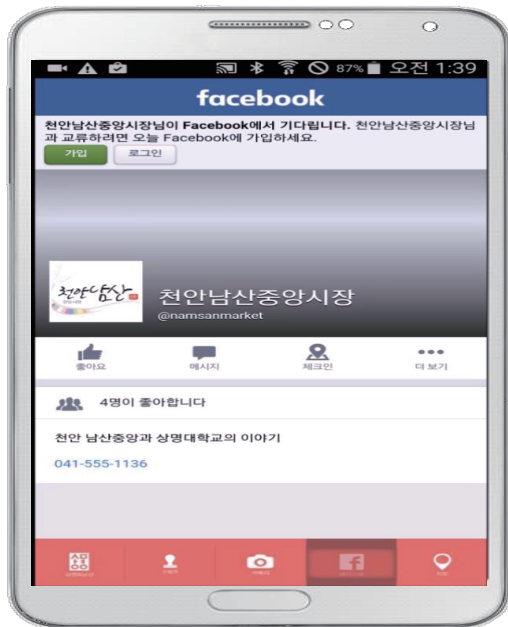 87% 오전 1:39
facebook
천안남산중앙시장님이 Facebook에서 기다립니다. 천안남산중앙시장님
과 교류하려면 오늘 Facebook에 가입하세요.
가입 로그인
천안남산
천안남산중앙시장
@namsanmarket
좋아요 메시지 체크인 더 보기
4명이 좋아합니다
천안 남산중앙과 상명대학교의 이야기
041-555-1136